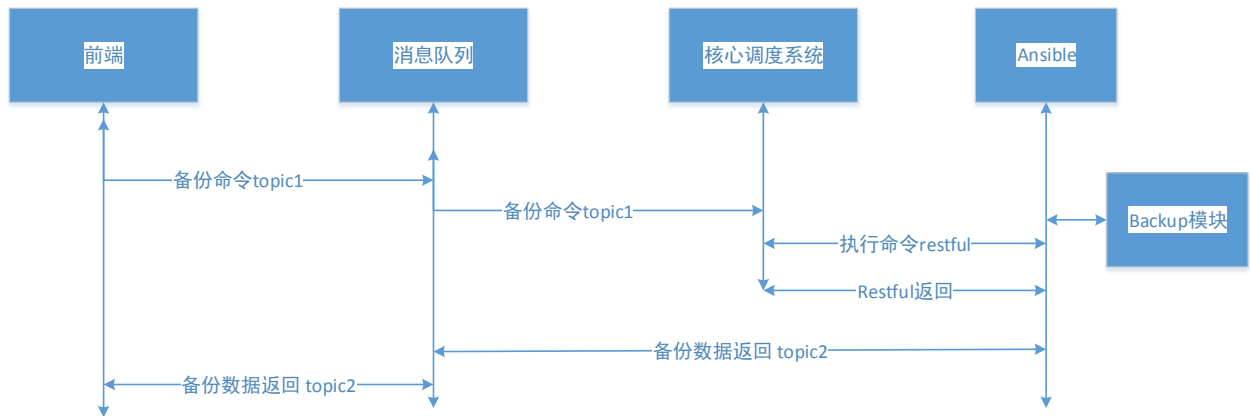 前端
消息队列
核心调度系统
Ansible
备份命令topic1
备份命令topic1
Backup模块
执行命令restful
Restful返回
备份数据返回 topic2
备份数据返回 topic2